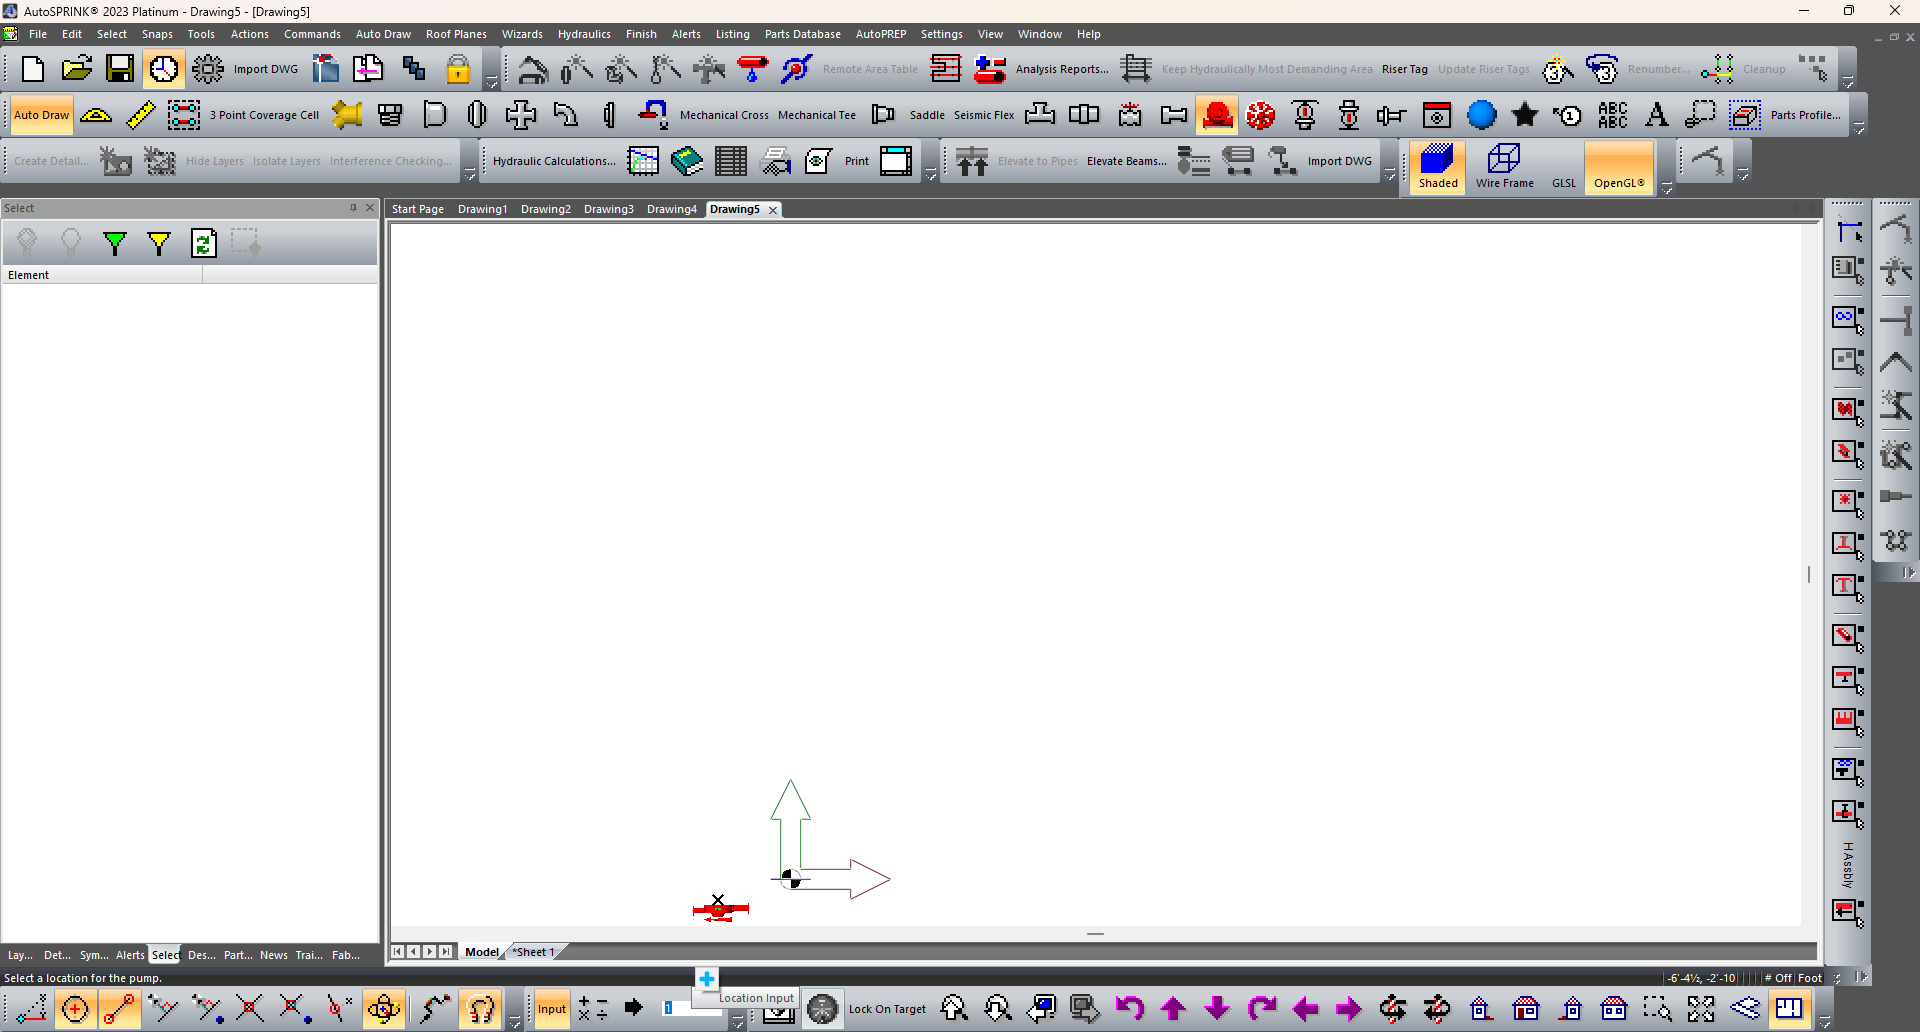 AutoSPRINK® 2023 Platinum - Drawing5 - [Drawing5]
File Edit Select Snaps Tools Actions Commands Auto Draw Roof Planes Wizards Hydraulics Finish Alerts Listing Parts Database AutoPREP Settings View Window Help
Import DWG Remote Area Table Analysis Reports... Keep Hydraulically Most Demanding Area Riser Tag Update Riser Tags 3 3 Renumber... Cleanup
Auto Draw 3 Point Coverage Cell Mechanical Cross Mechanical Tee Saddle Seismic Flex 1 ABC ABC A Parts Profile...
Create Detail... Hide Layers Isolate Layers Interference Checking... Hydraulic Calculations... Print Elevate to Pipes Elevate Beams... Import DWG Shaded Wire Frame GLSL OpenGL®
Select
Start Page Drawing1 Drawing2 Drawing3 Drawing4 Drawing5
Element
HAssbly
Lay... Det... Sym... Alerts Select Des... Part... News Trai... Fab...
Model *Sheet 1
Select a location for the pump.
-6'-4½, -2'-10 # Off Foot
Input 1 Location Input Lock On Target